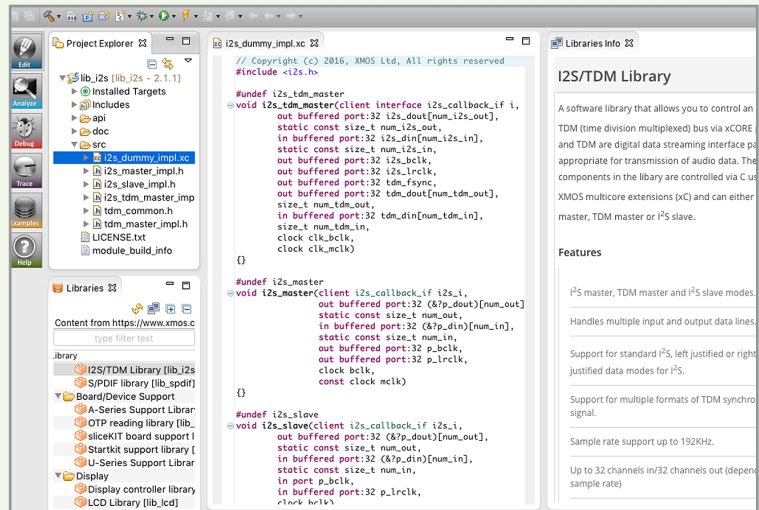 Edit
Analyze
Debug
Trace
xamples
Help
Project Explorer
lib_i2s [lib_i2s - 2.1.1]
Installed Targets
Includes
api
doc
src
i2s_dummy_impl.xc
i2s_master_impl.h
i2s_slave_impl.h
i2s_tdm_master_imp
tdm_common.h
tdm_master_impl.h
LICENSE.txt
module_build_info
Libraries
Content from https://www.xmos.c
type filter text
.ibrary
I2S/TDM Library [lib_i2s
S/PDIF library [lib_spdif]
Board/Device Support
A-Series Support Library
OTP reading library [lib_
sliceKIT board support l
Startkit support library [
U-Series Support Librar
Display
Display controller library
LCD Library [lib_lcd]
i2s_dummy_impl.xc
// Copyright (c) 2016, XMOS Ltd, All rights reserved
#include <i2s.h>
#undef i2s_tdm_master
void i2s_tdm_master(client interface i2s_callback_if i,
out buffered port:32 i2s_dout[num_i2s_out],
static const size_t num_i2s_out,
in buffered port:32 i2s_din[num_i2s_in],
static const size_t num_i2s_in,
out buffered port:32 i2s_bclk,
out buffered port:32 i2s_lrclk,
out buffered port:32 tdm_fsync,
out buffered port:32 tdm_dout[num_tdm_out],
size_t num_tdm_out,
in buffered port:32 tdm_din[num_tdm_in],
size_t num_tdm_in,
clock clk_bclk,
clock clk_mclk)
{}
#undef i2s_master
void i2s_master(client i2s_callback_if i2s_i,
out buffered port:32 (&?p_dout)[num_out]
static const size_t num_out,
in buffered port:32 (&?p_din)[num_in],
static const size_t num_in,
out buffered port:32 p_bclk,
out buffered port:32 p_lrclk,
clock bclk,
const clock mclk)
{}
#undef i2s_slave
void i2s_slave(client i2s_callback_if i2s_i,
out buffered port:32 (&?p_dout)[num_out],
static const size_t num_out,
in buffered port:32 (&?p_din)[num_in],
static const size_t num_in,
in port p_bclk,
in buffered port:32 p_lrclk,
clock bclk)
Libraries Info
I2S/TDM Library
A software library that allows you to control an
TDM (time division multiplexed) bus via xCORE p
and TDM are digital data streaming interface pa
appropriate for transmission of audio data. The
components in the libary are controlled via C us
XMOS multicore extensions (xC) and can either
master, TDM master or I²S slave.
Features
I²S master, TDM master and I²S slave modes.
Handles multiple input and output data lines.
Support for standard I²S, left justified or right
justified data modes for I²S.
Support for multiple formats of TDM synchro
signal.
Sample rate support up to 192KHz.
Up to 32 channels in/32 channels out (depend
sample rate)